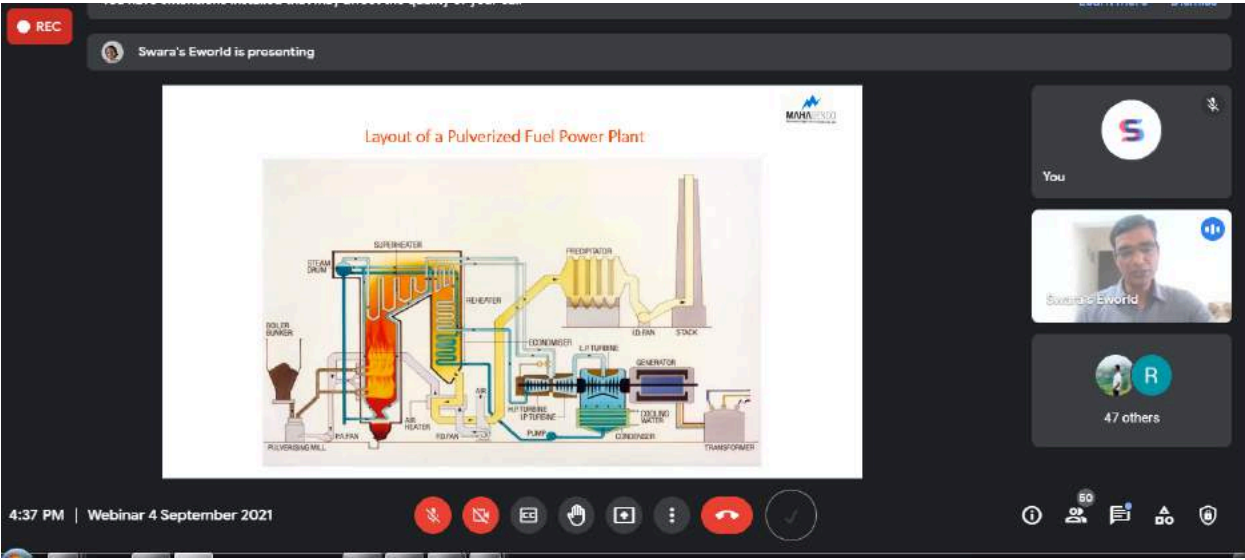 REC
Swara's Eworld is presenting
MAHAGENCO
Layout of a Pulverized Fuel Power Plant
SUPERHEATER
STEAM
DRUM
REHEATER
PRECIPITATOR
I.D.FAN
STACK
BOILER
BUNKER
ECONOMISER
L.P.TURBINE
GENERATOR
AIR
H.P.TURBINE
I.P.TURBINE
COOLING
WATER
AIR
HEATER
P.A.FAN
F.D.FAN
PUMP
CONDENSER
PULVERISING MILL
TRANSFORMER
S
You
Swara's Eworld
R
47 others
4:37 PM | Webinar 4 September 2021
CC
50